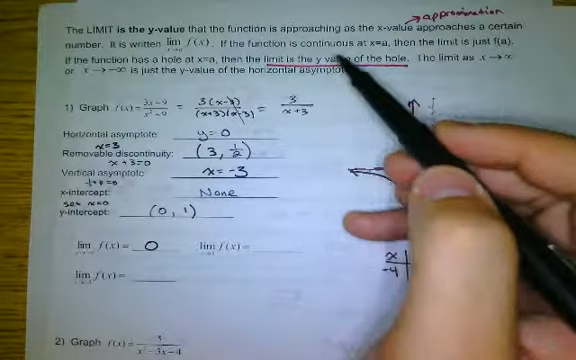 approximation
The LIMIT is the y-value that the function is approaching as the x-value approaches a certain
number. It is written lim f(x). If the function is continuous at x=a, then the limit is just f(a).
If the function has a hole at x=a, then the limit is the y value of the hole. The limit as x→∞
or x→-∞ is just the y-value of the horizontal asymptote
1) Graph f(x) = 3x-9 / x²-9 = 3(x-3) / (x+3)(x-3) = 3 / x+3
Horizontal asymptote y=0
x=3
Removable discontinuity: (3, 1/2)
x+3=0
Vertical asymptote x = -3
x-intercept: None
set x=0
y-intercept: (0, 1)
lim f(x) = 0 lim f(x) =
lim f(x) =
x
-4
2) Graph f(x) = / x²-3x-4